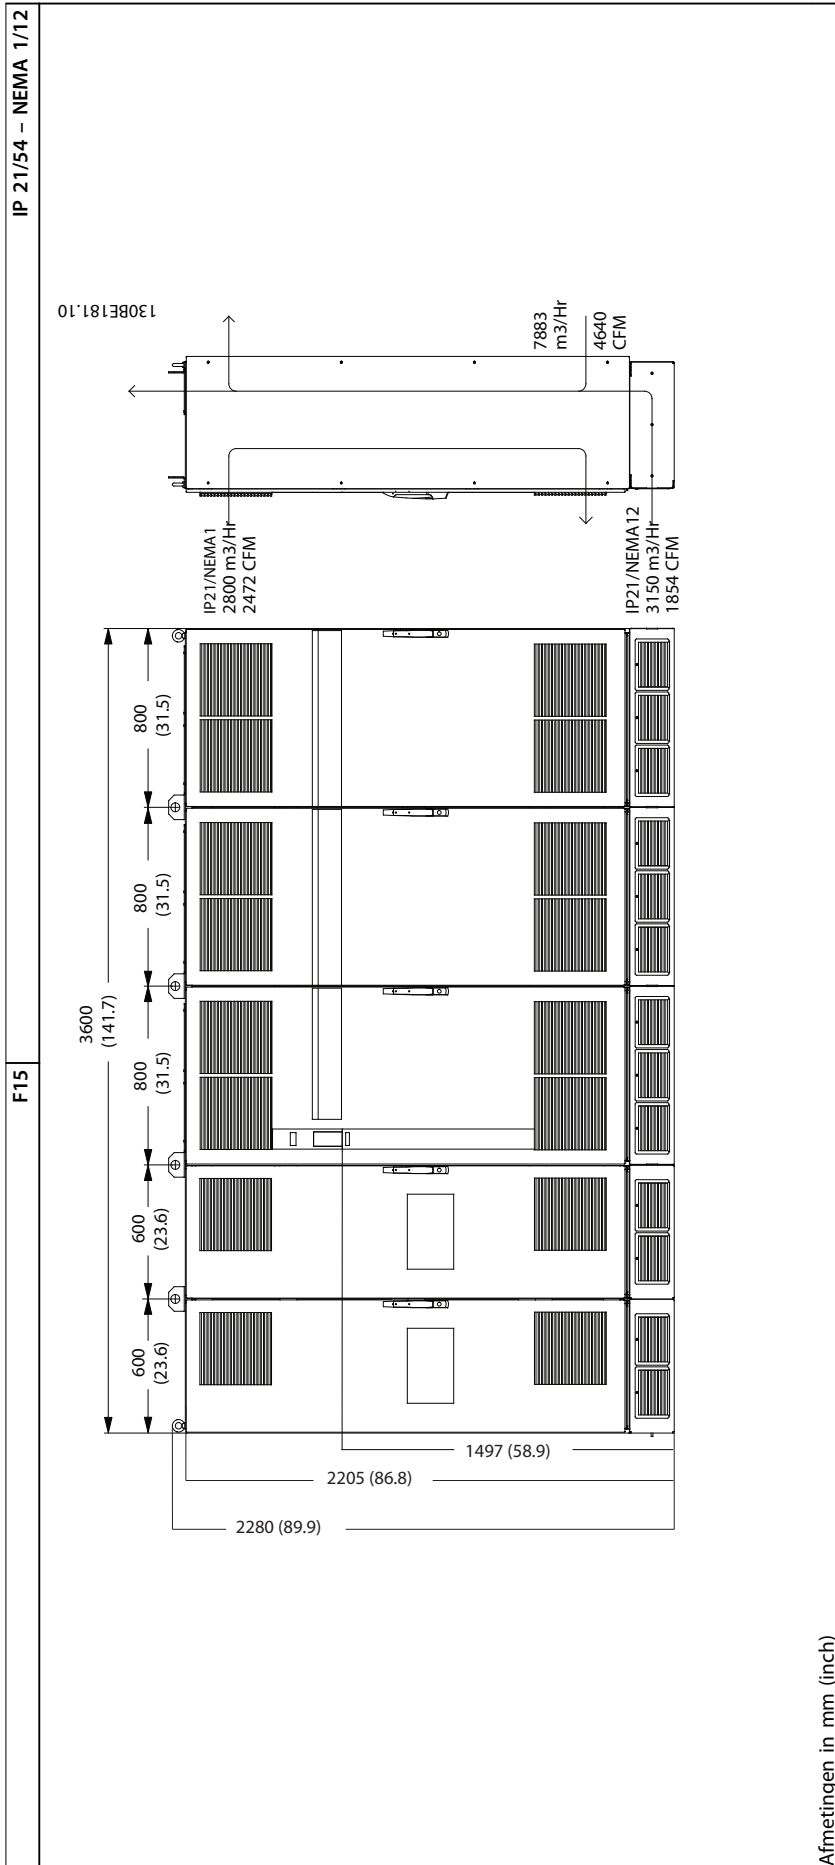 IP 21/54 – NEMA 1/12
F15
130BE181.10
7883
m3/Hr
4640
CFM
IP21/NEMA1
2800 m3/Hr
2472 CFM
IP21/NEMA12
3150 m3/Hr
1854 CFM
3600
(141.7)
800
(31.5)
800
(31.5)
800
(31.5)
600
(23.6)
600
(23.6)
1497 (58.9)
2205 (86.8)
2280 (89.9)
Afmetingen in mm (inch)